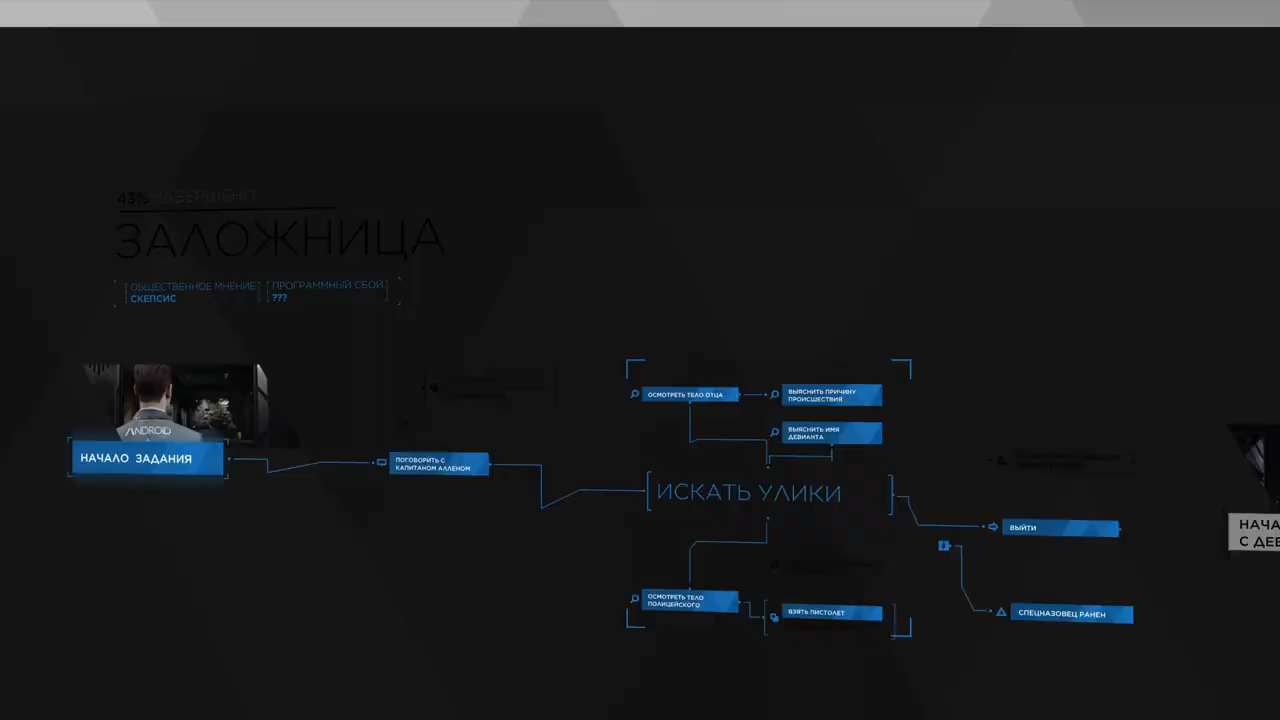 43% ЗАВЕРШЕНО
ЗАЛОЖНИЦА
ОБЩЕСТВЕННОЕ МНЕНИЕ
СКЕПСИС
ПРОГРАММНЫЙ СБОЙ
???
ANDROID
НАЧАЛО ЗАДАНИЯ
ПОГОВОРИТЬ С
КАПИТАНОМ АЛЛЕНОМ
ОСМОТРЕТЬ ТЕЛО ОТЦА
ВЫЯСНИТЬ ПРИЧИНУ
ПРОИСШЕСТВИЯ
ВЫЯСНИТЬ ИМЯ
ДЕВИАНТА
ИСКАТЬ УЛИКИ
ОСМОТРЕТЬ ТЕЛО
ПОЛИЦЕЙСКОГО
ВЗЯТЬ ПИСТОЛЕТ
ВЫЙТИ
СПЕЦНАЗОВЕЦ РАНЕН
НАЧА
С ДЕВ